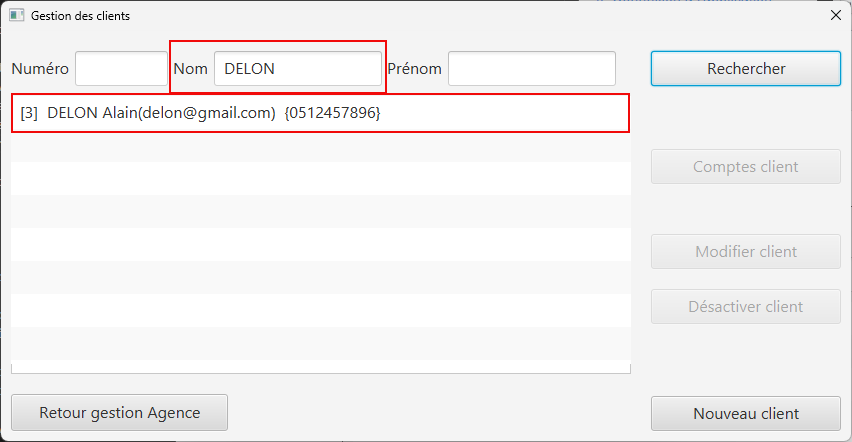 Gestion des clients
Numéro Nom DELON Prénom Rechercher
[3] DELON Alain(delon@gmail.com) {0512457896}
Comptes client
Modifier client
Désactiver client
Retour gestion Agence Nouveau client